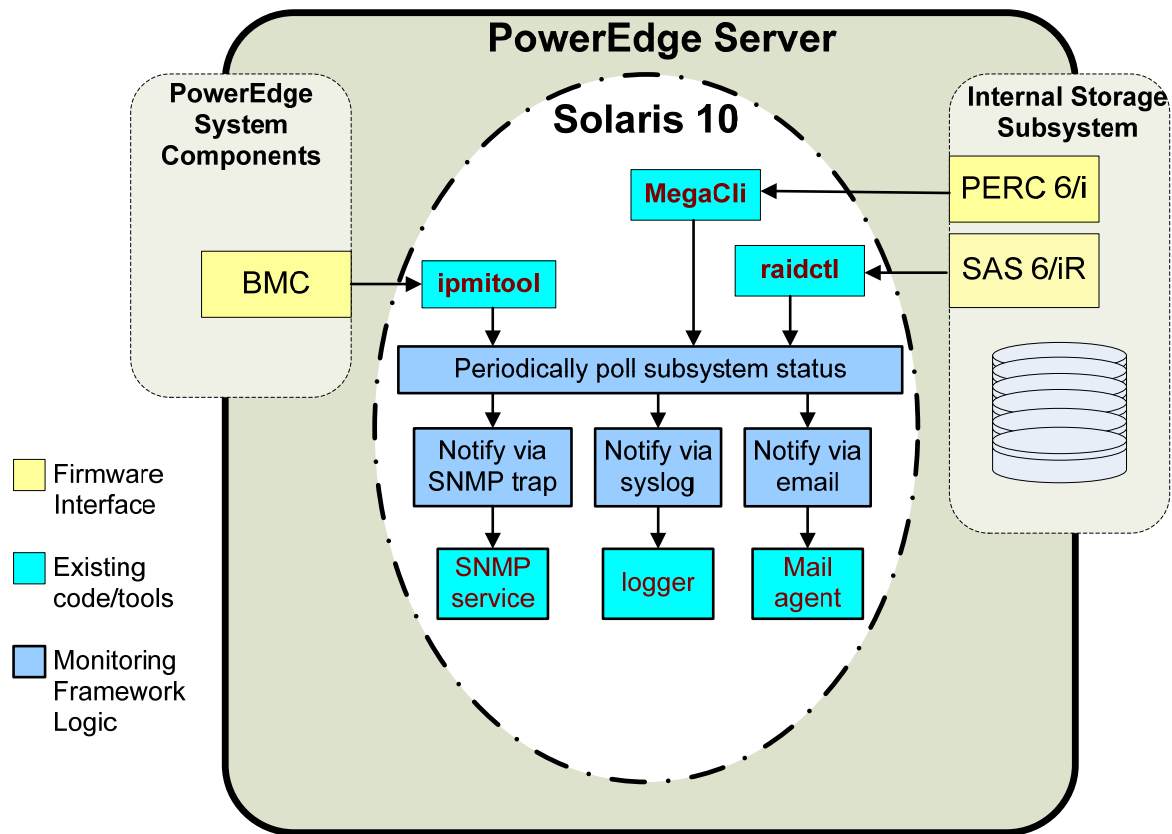 PowerEdge Server
PowerEdge
System
Components
Internal Storage
Subsystem
Solaris 10
MegaCli
PERC 6/i
BMC
ipmitool
raidctl
SAS 6/iR
Periodically poll subsystem status
Notify via
SNMP trap
Notify via
syslog
Notify via
email
SNMP
service
logger
Mail
agent
Firmware
Interface
Existing
code/tools
Monitoring
Framework
Logic